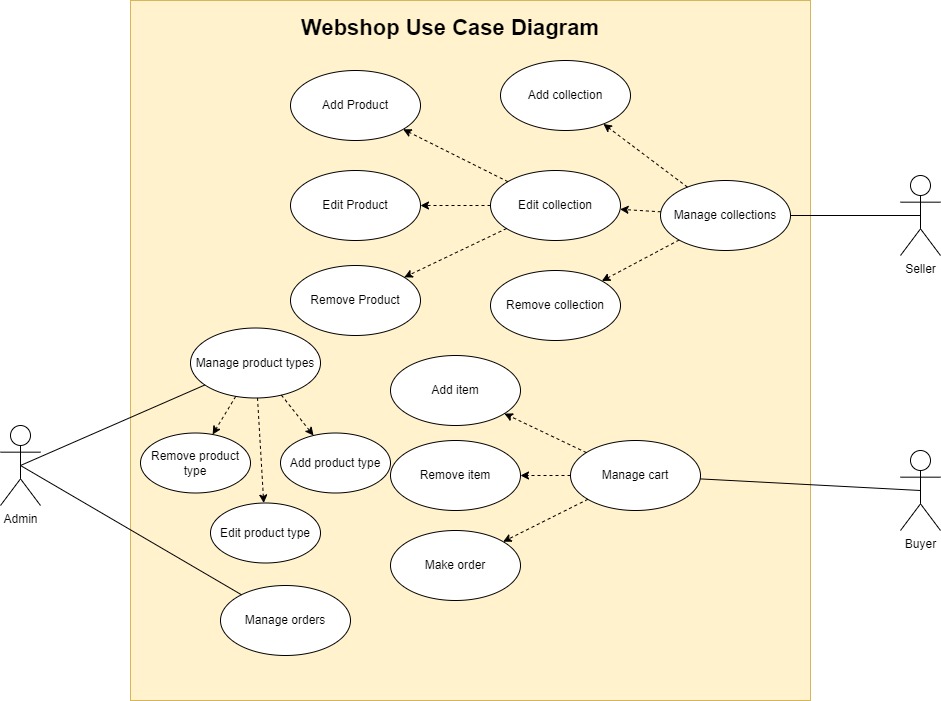 Webshop Use Case Diagram
Add Product
Add collection
Edit Product
Edit collection
Manage collections
Seller
Remove Product
Remove collection
Manage product types
Add item
Remove product
type
Add product type
Remove item
Manage cart
Admin
Edit product type
Buyer
Make order
Manage orders